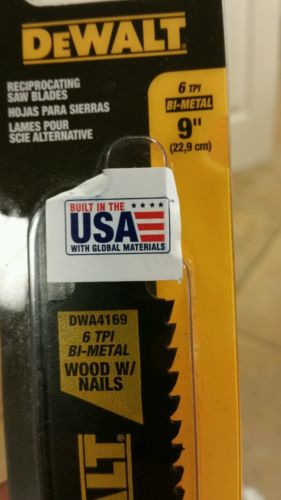 DEWALT
RECIPROCATING
SAW BLADES
HOJAS PARA SIERRAS
LAMES POUR
SCIE ALTERNATIVE
6 TPI
BI-METAL
9"
(22,9 cm)
BUILT IN THE
USA
WITH GLOBAL MATERIALS
DWA4169
6 TPI
BI-METAL
WOOD W/
NAILS
WALT